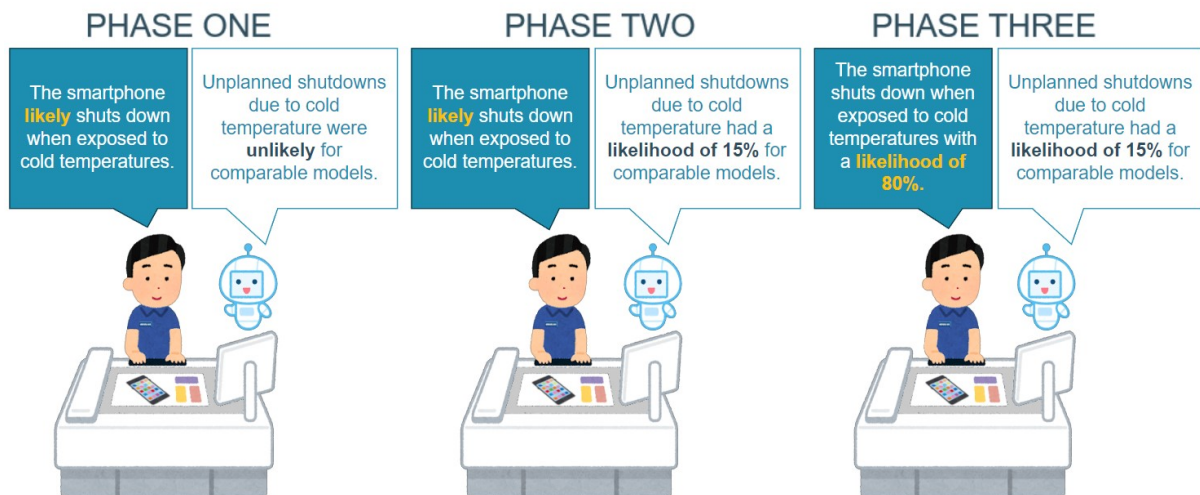 PHASE ONE
The smartphone
likely shuts down
when exposed to
cold temperatures.
Unplanned shutdowns
due to cold
temperature were
unlikely for
comparable models.
PHASE TWO
The smartphone
likely shuts down
when exposed to
cold temperatures.
Unplanned shutdowns
due to cold
temperature had a
likelihood of 15% for
comparable models.
PHASE THREE
The smartphone
shuts down when
exposed to cold
temperatures with
a likelihood of
80%.
Unplanned shutdowns
due to cold
temperature had a
likelihood of 15% for
comparable models.